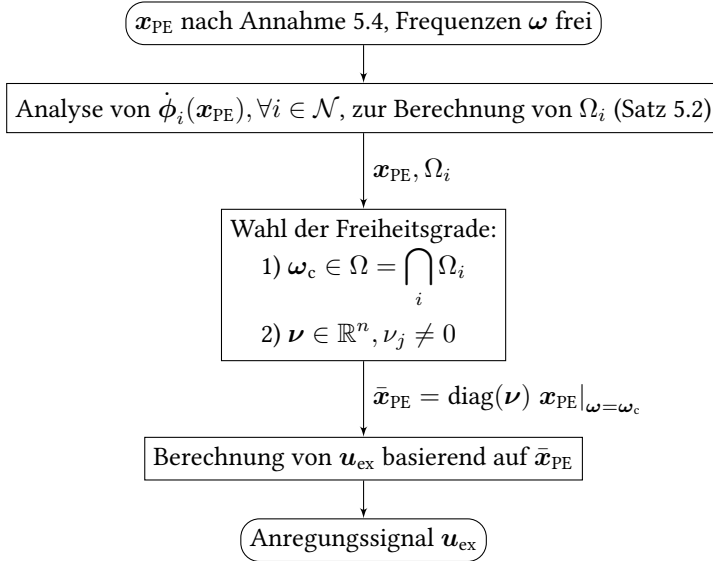 𝒙_PE nach Annahme 5.4, Frequenzen 𝝎 frei
Analyse von ϕ̇_i(𝒙_PE), ∀i ∈ 𝒩, zur Berechnung von Ω_i (Satz 5.2)
𝒙_PE, Ω_i
Wahl der Freiheitsgrade:
1) 𝝎_c ∈ Ω = ⋂_i Ω_i
2) 𝝂 ∈ ℝ^n, ν_j ≠ 0
𝒙̄_PE = diag(𝝂) 𝒙_PE|_{𝝎=𝝎_c}
Berechnung von 𝒖_ex basierend auf 𝒙̄_PE
Anregungssignal 𝒖_ex